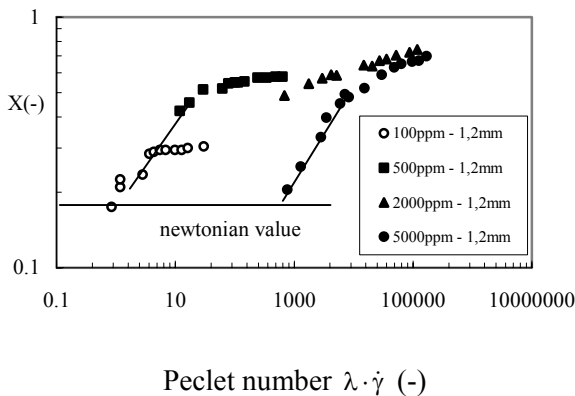 1
X(-)
100ppm - 1,2mm
500ppm - 1,2mm
2000ppm - 1,2mm
5000ppm - 1,2mm
newtonian value
0.1
0.1 10 1000 100000 10000000
Peclet number λ·γ̇ (-)